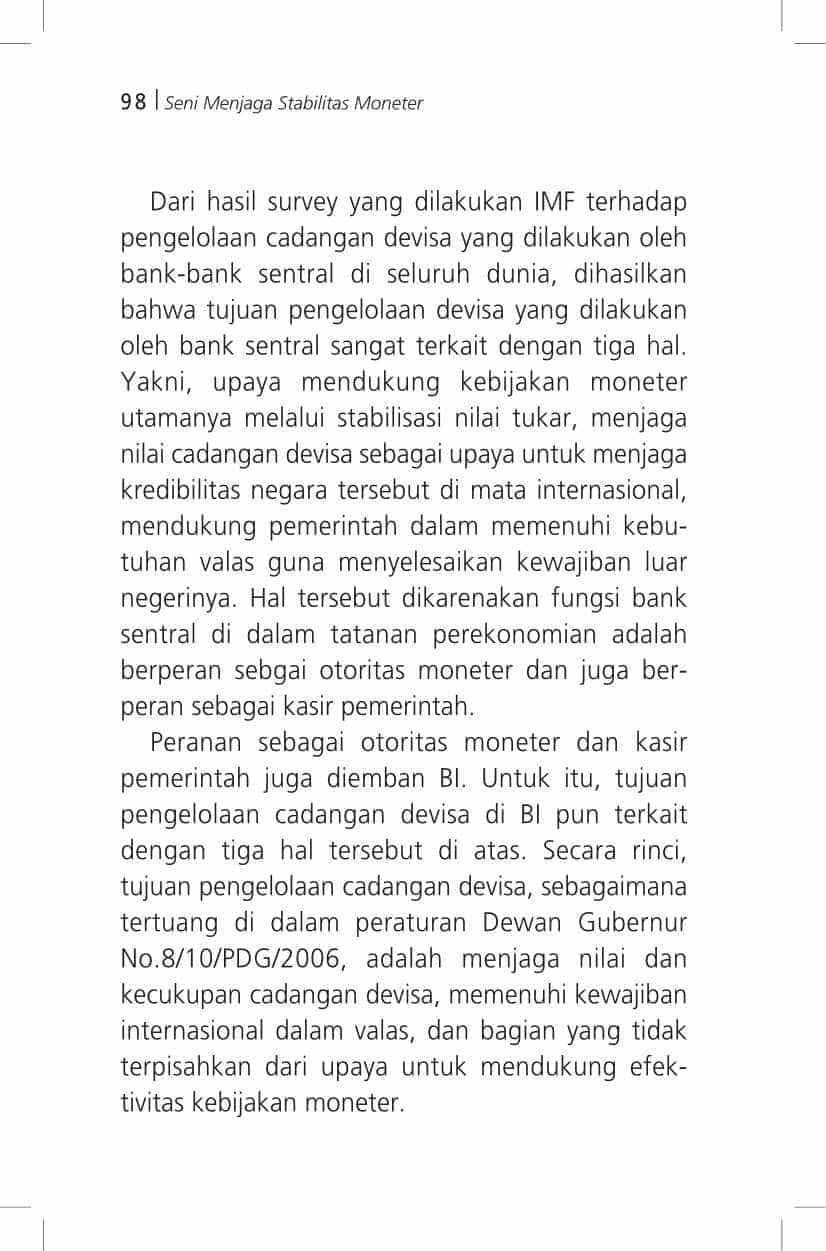 98 | Seni Menjaga Stabilitas Moneter
Dari hasil survey yang dilakukan IMF terhadap
pengelolaan cadangan devisa yang dilakukan oleh
bank-bank sentral di seluruh dunia, dihasilkan
bahwa tujuan pengelolaan devisa yang dilakukan
oleh bank sentral sangat terkait dengan tiga hal.
Yakni, upaya mendukung kebijakan moneter
utamanya melalui stabilisasi nilai tukar, menjaga
nilai cadangan devisa sebagai upaya untuk menjaga
kredibilitas negara tersebut di mata internasional,
mendukung pemerintah dalam memenuhi kebu-
tuhan valas guna menyelesaikan kewajiban luar
negerinya. Hal tersebut dikarenakan fungsi bank
sentral di dalam tatanan perekonomian adalah
berperan sebgai otoritas moneter dan juga ber-
peran sebagai kasir pemerintah.
Peranan sebagai otoritas moneter dan kasir
pemerintah juga diemban BI. Untuk itu, tujuan
pengelolaan cadangan devisa di BI pun terkait
dengan tiga hal tersebut di atas. Secara rinci,
tujuan pengelolaan cadangan devisa, sebagaimana
tertuang di dalam peraturan Dewan Gubernur
No.8/10/PDG/2006, adalah menjaga nilai dan
kecukupan cadangan devisa, memenuhi kewajiban
internasional dalam valas, dan bagian yang tidak
terpisahkan dari upaya untuk mendukung efek-
tivitas kebijakan moneter.